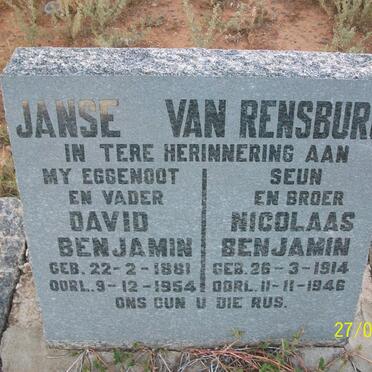 JANSE VAN RENSBURG
IN TERE HERINNERING AAN
MY EGGENOOT
EN VADER
DAVID
BENJAMIN
GEB. 22-2-1881
OORL. 9-12-1954
SEUN
EN BROER
NICOLAAS
BENJAMIN
GEB. 26-3-1914
OORL. 11-11-1946
ONS GUN U DIE RUS.
27/0